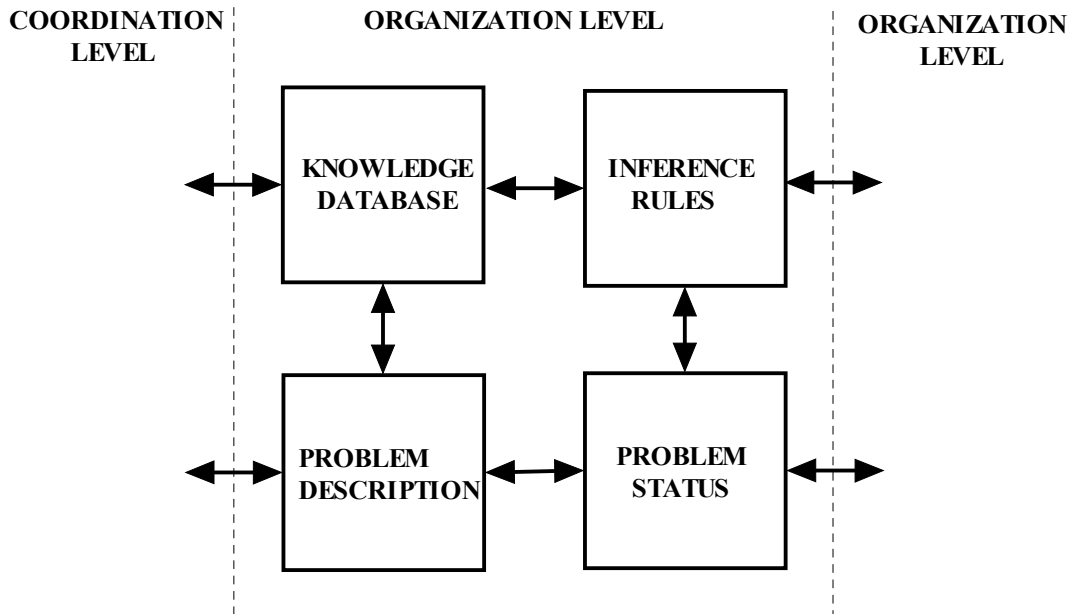 COORDINATION
LEVEL
ORGANIZATION LEVEL
ORGANIZATION
LEVEL
KNOWLEDGE
DATABASE
INFERENCE
RULES
PROBLEM
DESCRIPTION
PROBLEM
STATUS